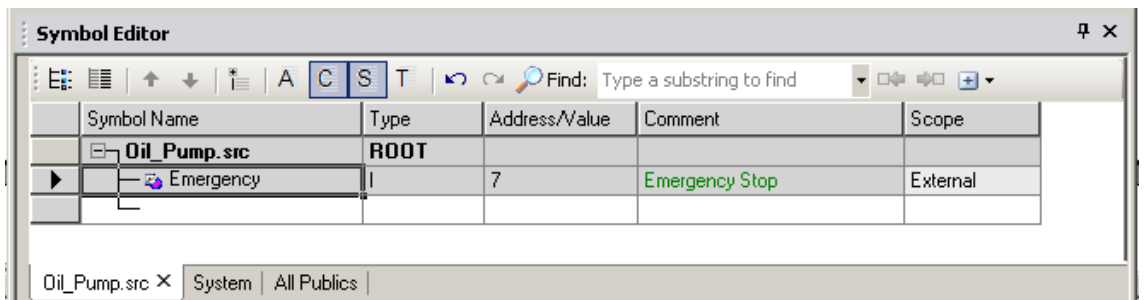 Symbol Editor
A C S T Find: Type a substring to find
Symbol Name Type Address/Value Comment Scope
Oil_Pump.src ROOT
Emergency I 7 Emergency Stop External
Oil_Pump.src System All Publics